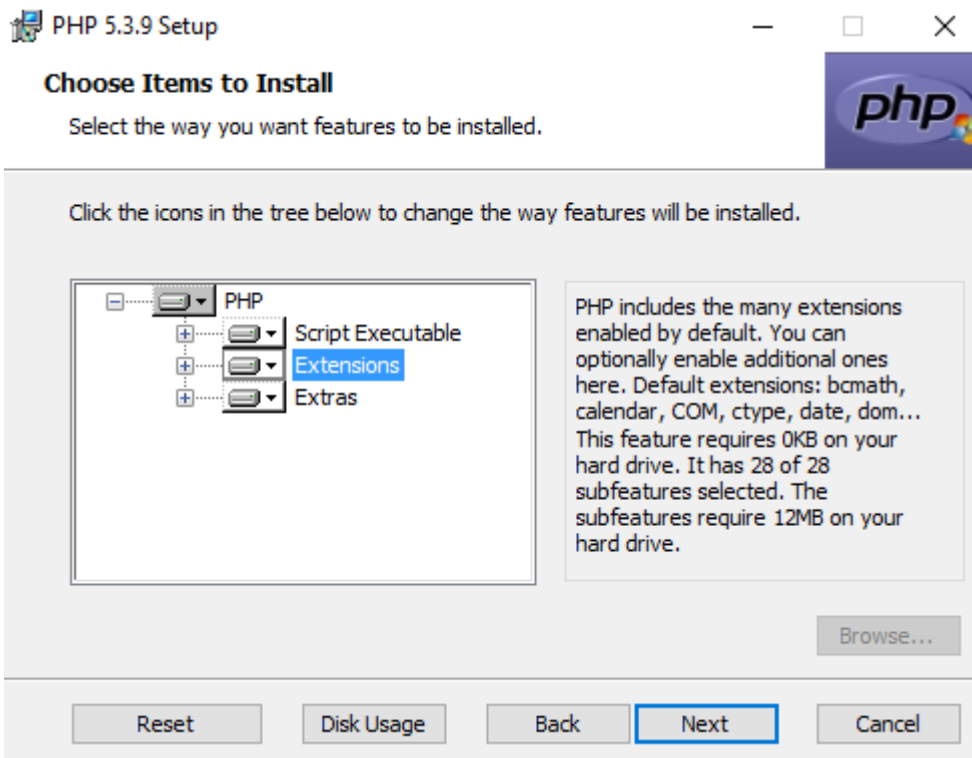 PHP 5.3.9 Setup
Choose Items to Install
php
Select the way you want features to be installed.
Click the icons in the tree below to change the way features will be installed.
PHP
Script Executable
Extensions
Extras
PHP includes the many extensions
enabled by default. You can
optionally enable additional ones
here. Default extensions: bcmath,
calendar, COM, ctype, date, dom...
This feature requires 0KB on your
hard drive. It has 28 of 28
subfeatures selected. The
subfeatures require 12MB on your
hard drive.
Browse...
Reset Disk Usage Back Next Cancel